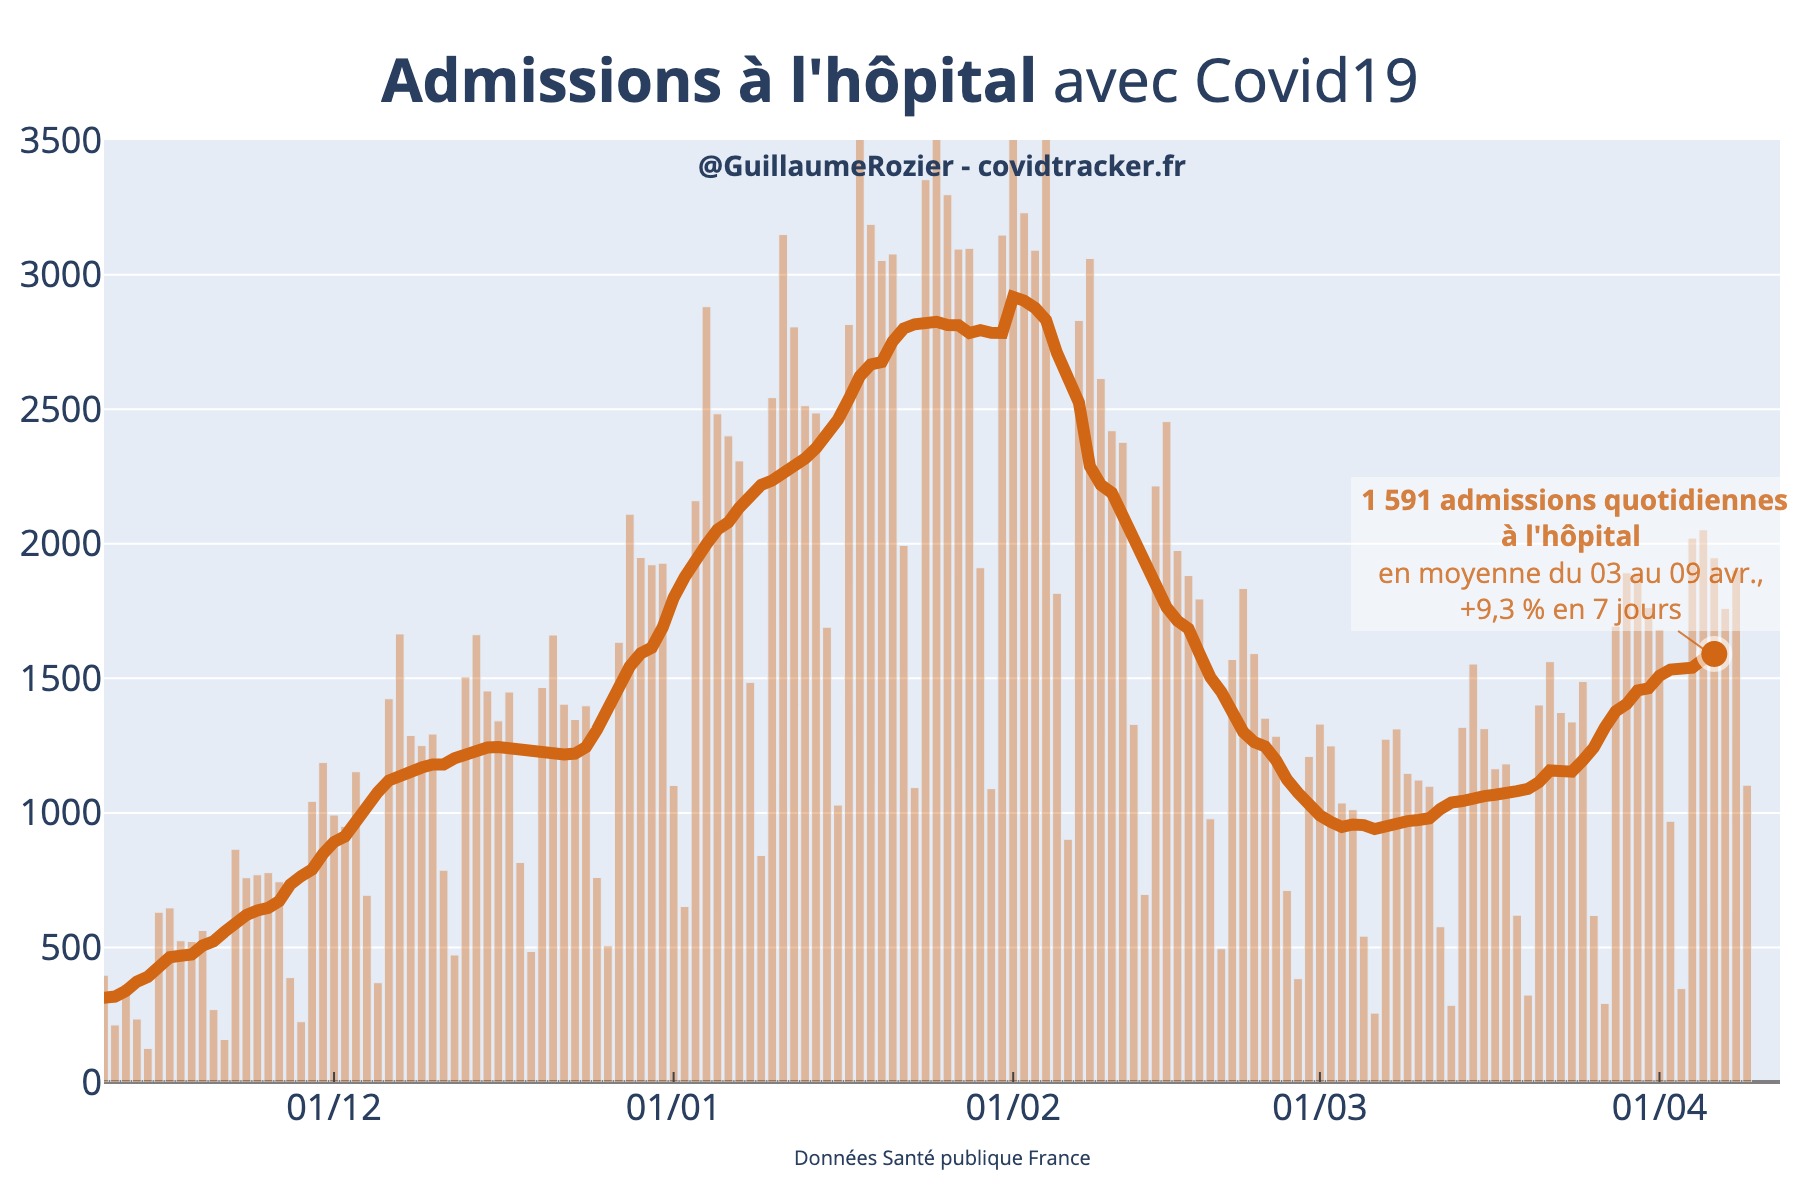 Admissions à l'hôpital avec Covid19
@GuillaumeRozier - covidtracker.fr
3500
3000
2500
2000
1500
1000
500
0
1 591 admissions quotidiennes
à l'hôpital
en moyenne du 03 au 09 avr.,
+9,3 % en 7 jours
01/12
01/01
01/02
01/03
01/04
Données Santé publique France